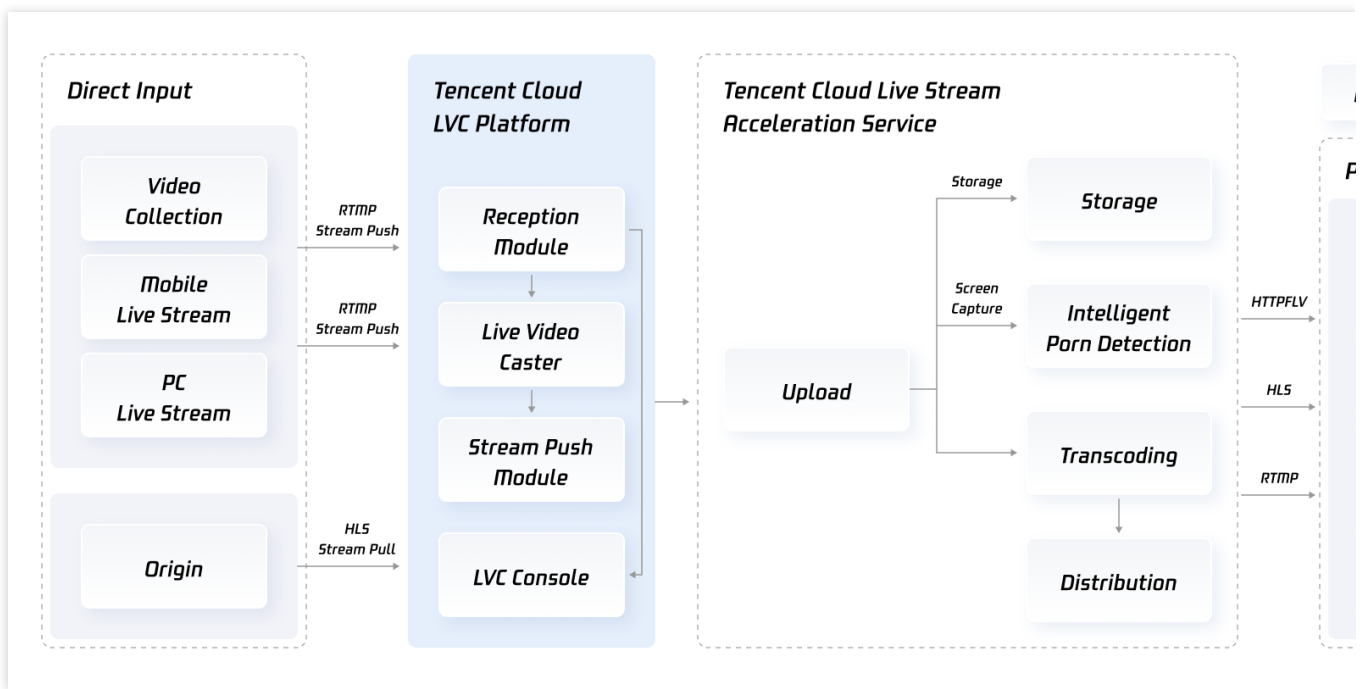 Direct Input
Video
Collection
Mobile
Live Stream
PC
Live Stream
Origin
RTMP
Stream Push
RTMP
Stream Push
HLS
Stream Pull
Tencent Cloud
LVC Platform
Reception
Module
Live Video
Caster
Stream Push
Module
LVC Console
Tencent Cloud Live Stream
Acceleration Service
Upload
Storage
Screen
Capture
Storage
Intelligent
Porn Detection
Transcoding
Distribution
HTTPFLV
HLS
RTMP
P